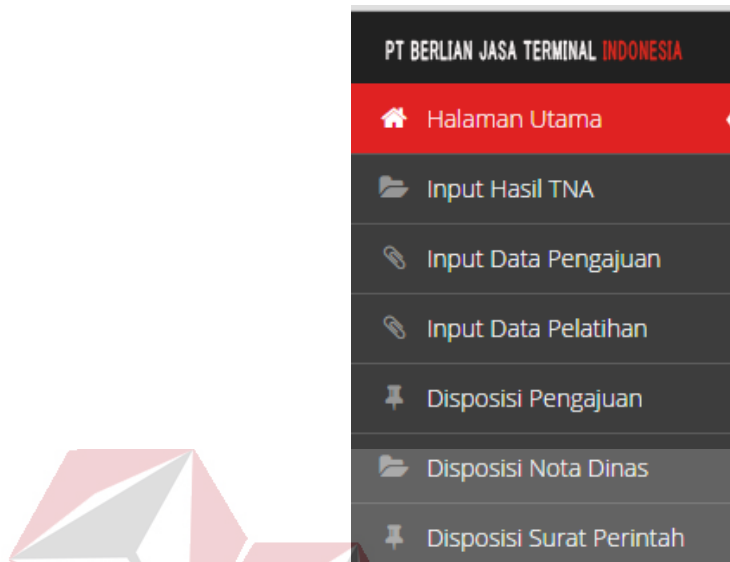 PT BERLIAN JASA TERMINAL INDONESIA
Halaman Utama
Input Hasil TNA
Input Data Pengajuan
Input Data Pelatihan
Disposisi Pengajuan
Disposisi Nota Dinas
Disposisi Surat Perintah